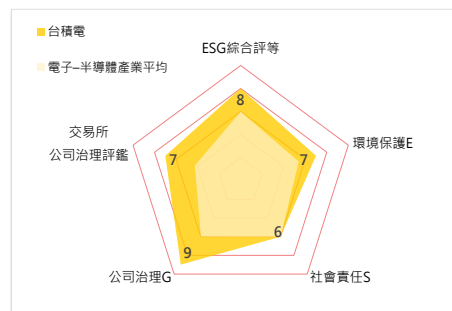 台積電
電子–半導體產業平均
ESG綜合評等
8
環境保護E
7
社會責任S
6
公司治理G
9
交易所
公司治理評鑑
7